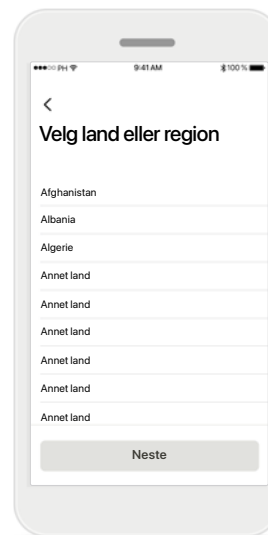 PH 9:41 AM 100 %
Velg land eller region
Afghanistan
Albania
Algerie
Annet land
Annet land
Annet land
Annet land
Annet land
Annet land
Neste